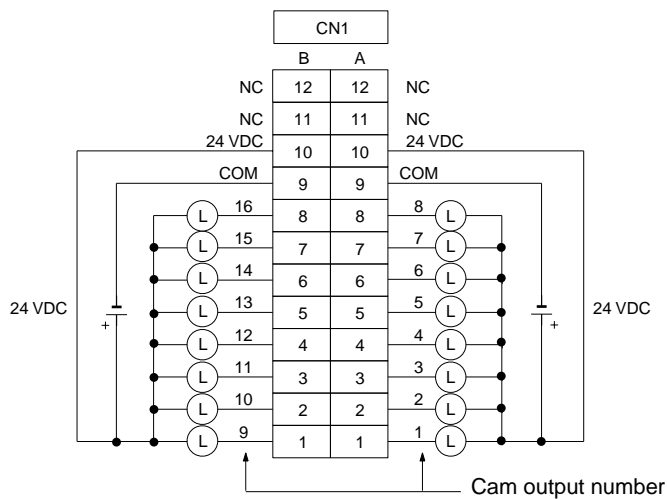 CN1
B A
NC 12 12 NC
NC 11 11 NC
24 VDC 10 10 24 VDC
COM 9 9 COM
L 16 8 8 8 L
L 15 7 7 7 L
L 14 6 6 6 L
24 VDC + L 13 5 5 5 L + 24 VDC
L 12 4 4 4 L
L 11 3 3 3 L
L 10 2 2 2 L
L 9 1 1 1 L
Cam output number